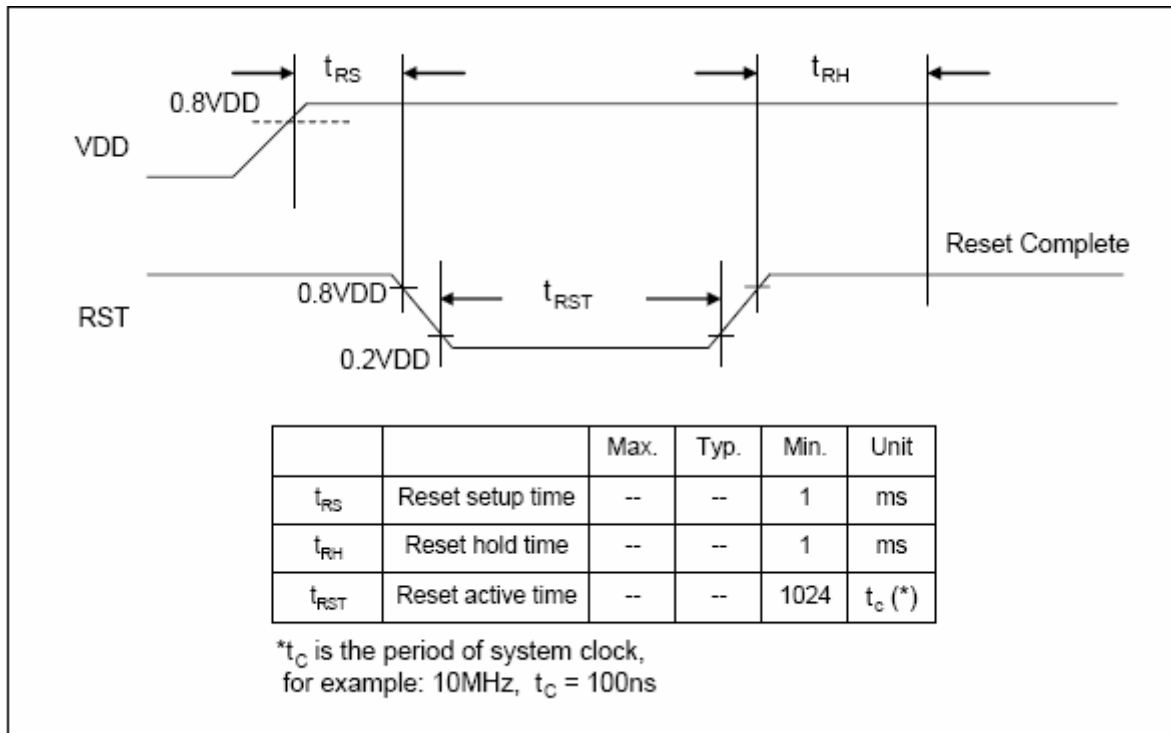 tRS
tRH
0.8VDD
VDD
Reset Complete
0.8VDD
tRST
RST
0.2VDD
Max. Typ. Min. Unit
tRS Reset setup time -- -- 1 ms
tRH Reset hold time -- -- 1 ms
tRST Reset active time -- -- 1024 tc (*)
*tC is the period of system clock,
for example: 10MHz, tC = 100ns